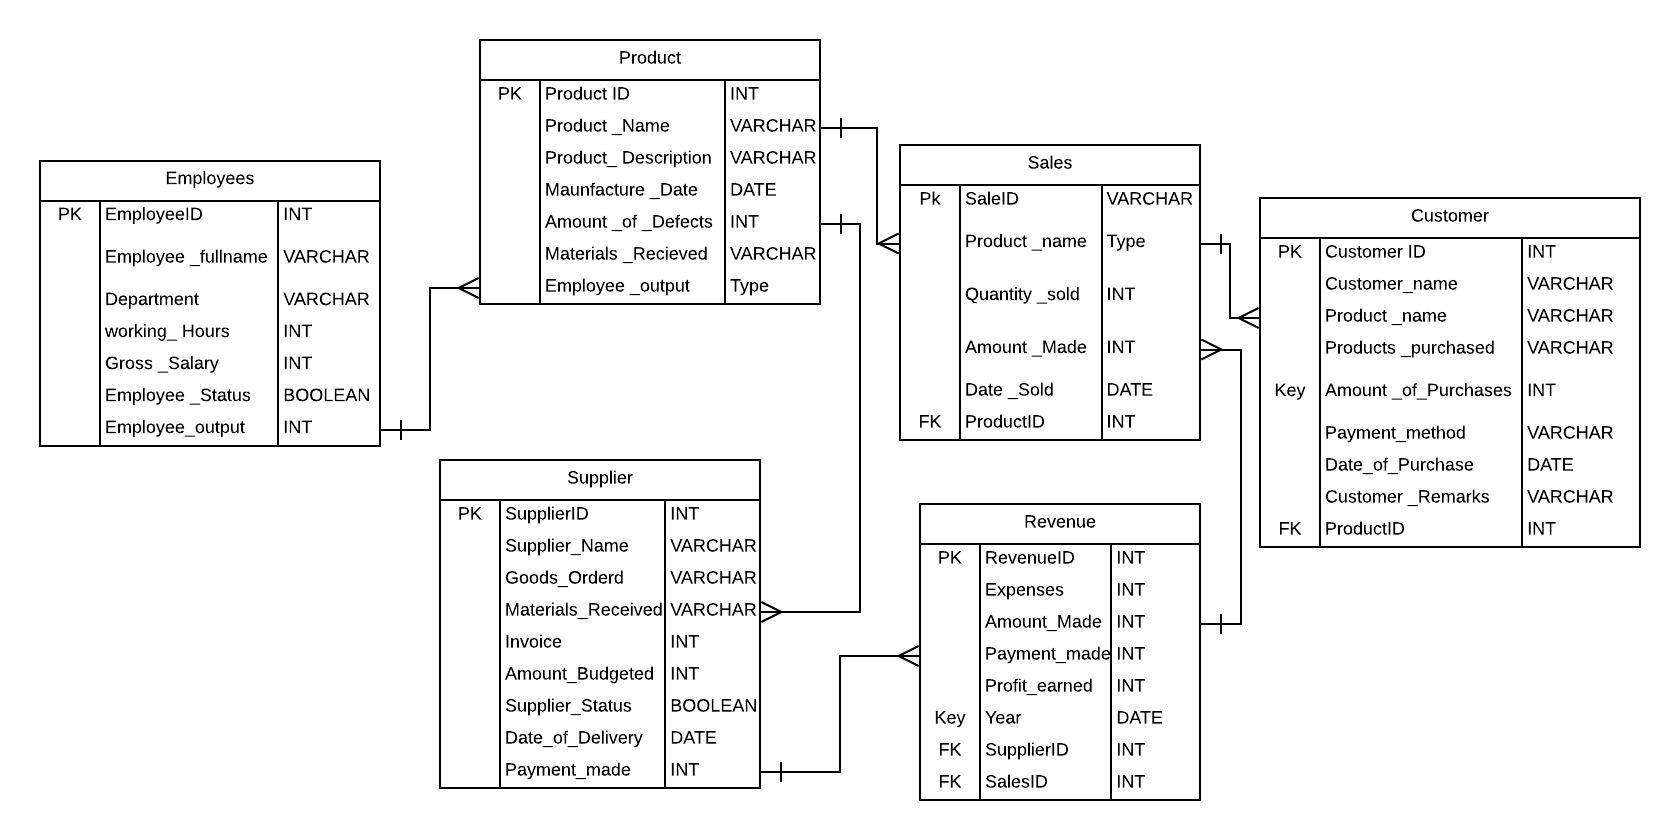 Product
PK Product ID INT
Product _Name VARCHAR
Product_ Description VARCHAR
Maunfacture _Date DATE
Amount _of _Defects INT
Materials _Recieved VARCHAR
Employee _output Type
Employees
PK EmployeeID INT
Employee _fullname VARCHAR
Department VARCHAR
working_ Hours INT
Gross _Salary INT
Employee _Status BOOLEAN
Employee_output INT
Sales
Pk SaleID VARCHAR
Product _name Type
Quantity _sold INT
Amount _Made INT
Date _Sold DATE
FK ProductID INT
Customer
PK Customer ID INT
Customer_name VARCHAR
Product _name VARCHAR
Products _purchased VARCHAR
Key Amount _of_Purchases INT
Payment_method VARCHAR
Date_of_Purchase DATE
Customer _Remarks VARCHAR
FK ProductID INT
Supplier
PK SupplierID INT
Supplier_Name VARCHAR
Goods_Orderd VARCHAR
Materials_Received VARCHAR
Invoice INT
Amount_Budgeted INT
Supplier_Status BOOLEAN
Date_of_Delivery DATE
Payment_made INT
Revenue
PK RevenueID INT
Expenses INT
Amount_Made INT
Payment_made INT
Profit_earned INT
Key Year DATE
FK SupplierID INT
FK SalesID INT